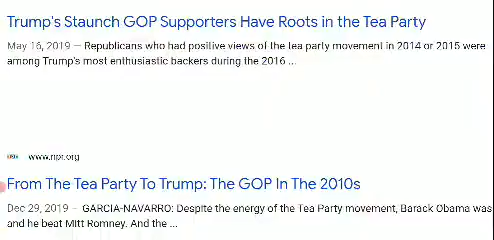 Trump's Staunch GOP Supporters Have Roots in the Tea Party
May 16, 2019 — Republicans who had positive views of the tea party movement in 2014 or 2015 were
among Trump's most enthusiastic backers during the 2016 ...
www.npr.org
From The Tea Party To Trump: The GOP In The 2010s
Dec 29, 2019 — GARCIA-NAVARRO: Despite the energy of the Tea Party movement, Barack Obama was
and he beat Mitt Romney. And the ...